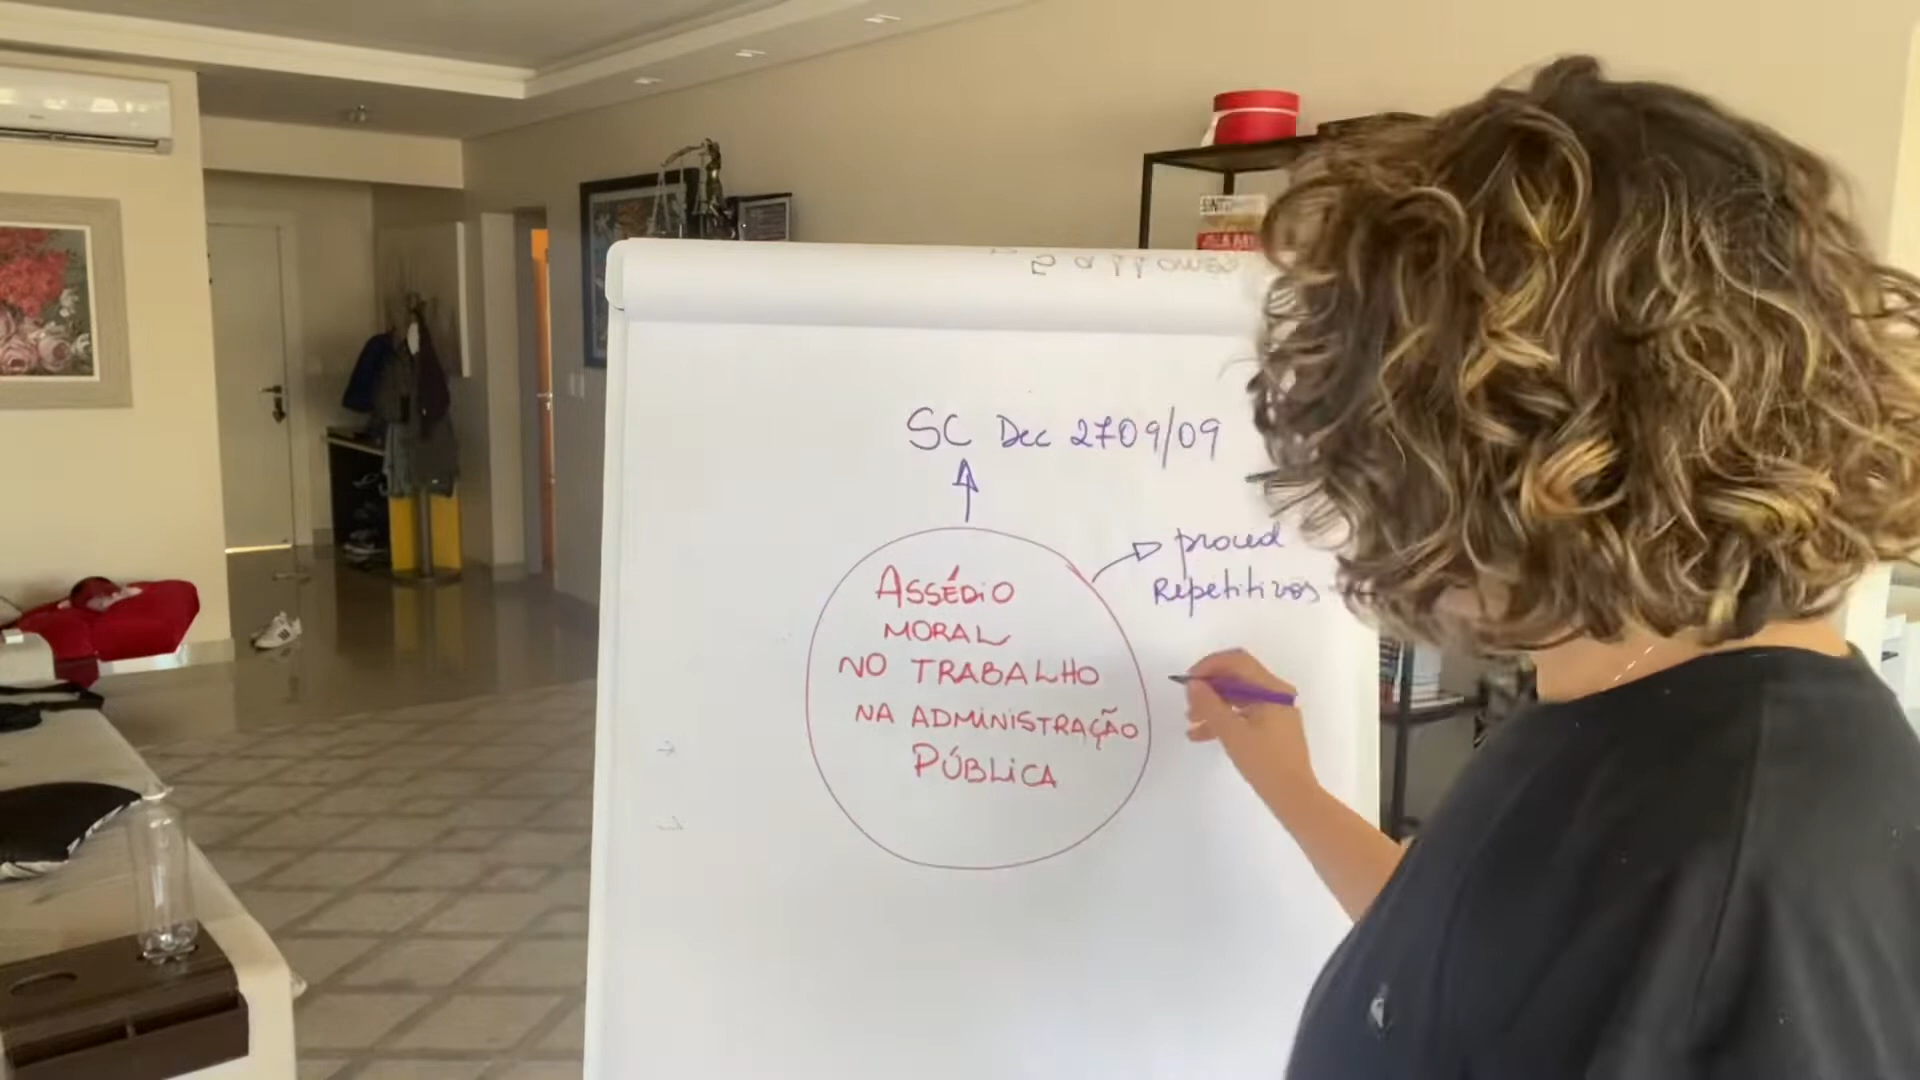 SC Dec 2709/09
proced
Repetitivos
ASSÉDIO
MORAL
NO TRABALHO
NA ADMINISTRAÇÃO
PÚBLICA